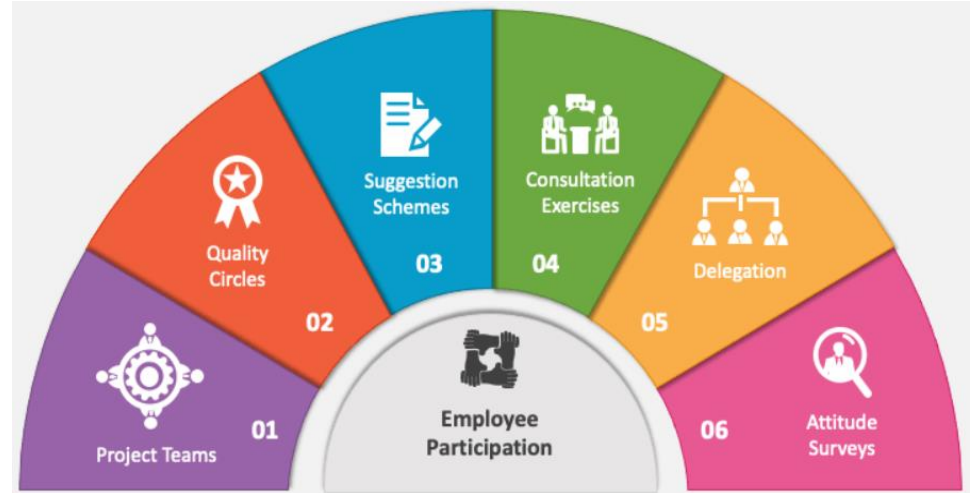 Project Teams
01
Quality
Circles
02
Suggestion
Schemes
03
Consultation
Exercises
04
Delegation
05
Attitude
Surveys
06
Employee
Participation